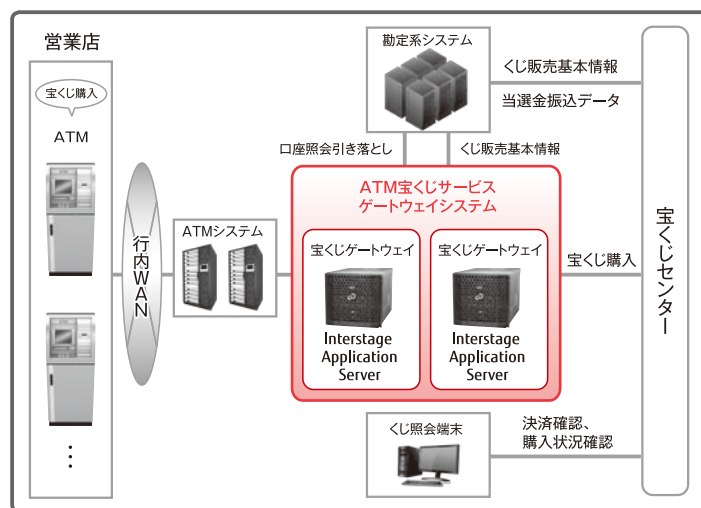 営業店
宝くじ購入
ATM
⋮
行内WAN
ATMシステム
勘定系システム
くじ販売基本情報
当選金振込データ
口座照会引き落とし
くじ販売基本情報
ATM宝くじサービス
ゲートウェイシステム
宝くじゲートウェイ
Interstage
Application
Server
宝くじゲートウェイ
Interstage
Application
Server
宝くじ購入
くじ照会端末
決済確認、
購入状況確認
宝くじセンター